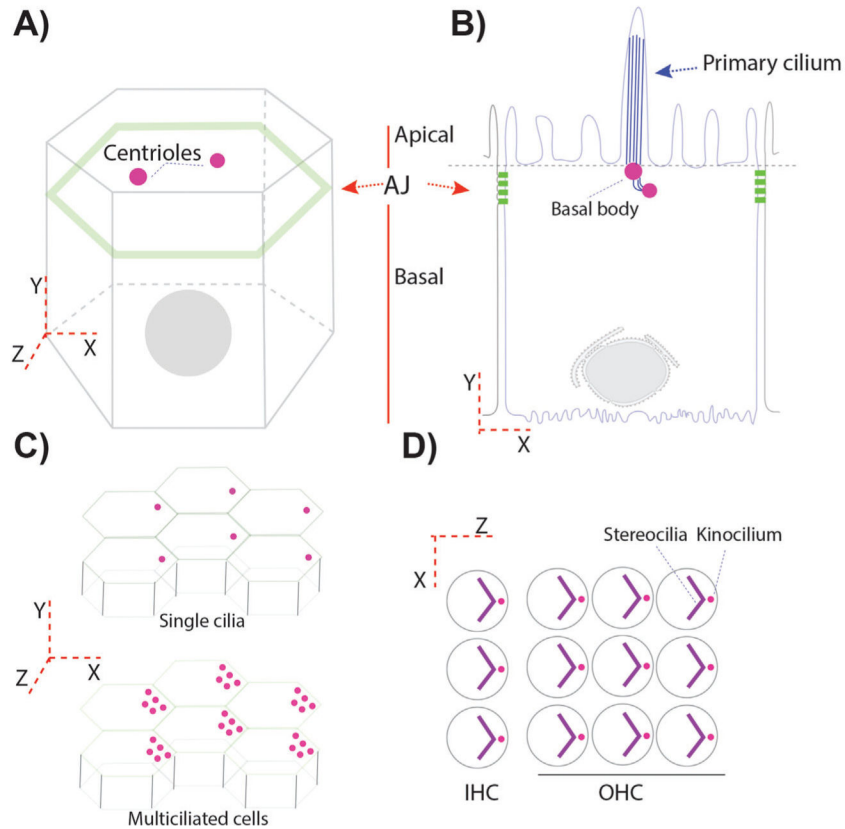 A)
B)
Primary cilium
Centrioles
Apical
AJ
Basal body
Basal
Y
Z
X
Y
X
C)
D)
Z
Stereocilia Kinocilium
X
Single cilia
Y
Z
X
IHC
OHC
Multiciliated cells